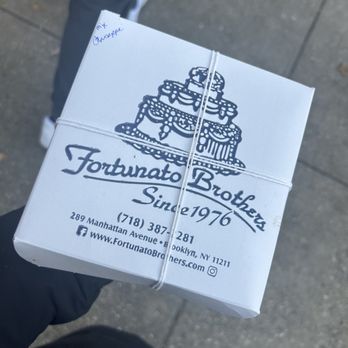 Fortunato Brothers
Since 1976
289 Manhattan Avenue • Brooklyn, NY 11211
www.FortunatoBrothers.com